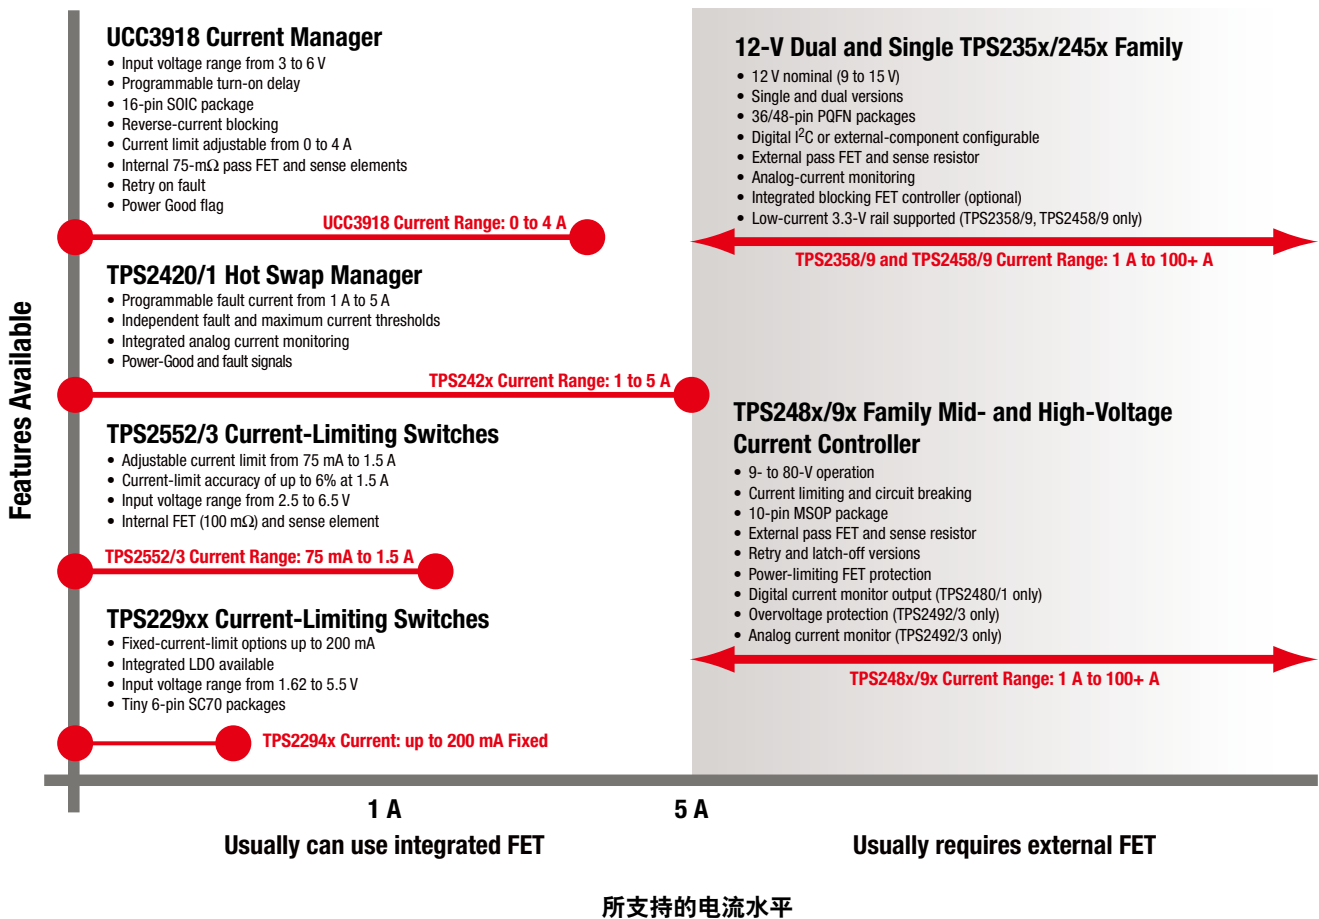 UCC3918 Current Manager
• Input voltage range from 3 to 6 V
• Programmable turn-on delay
• 16-pin SOIC package
• Reverse-current blocking
• Current limit adjustable from 0 to 4 A
• Internal 75-mΩ pass FET and sense elements
• Retry on fault
• Power Good flag
UCC3918 Current Range: 0 to 4 A
TPS2420/1 Hot Swap Manager
• Programmable fault current from 1 A to 5 A
• Independent fault and maximum current thresholds
• Integrated analog current monitoring
• Power-Good and fault signals
TPS242x Current Range: 1 to 5 A
TPS2552/3 Current-Limiting Switches
• Adjustable current limit from 75 mA to 1.5 A
• Current-limit accuracy of up to 6% at 1.5 A
• Input voltage range from 2.5 to 6.5 V
• Internal FET (100 mΩ) and sense element
TPS2552/3 Current Range: 75 mA to 1.5 A
TPS229xx Current-Limiting Switches
• Fixed-current-limit options up to 200 mA
• Integrated LDO available
• Input voltage range from 1.62 to 5.5 V
• Tiny 6-pin SC70 packages
TPS2294x Current: up to 200 mA Fixed
12-V Dual and Single TPS235x/245x Family
• 12 V nominal (9 to 15 V)
• Single and dual versions
• 36/48-pin PQFN packages
• Digital I²C or external-component configurable
• External pass FET and sense resistor
• Analog-current monitoring
• Integrated blocking FET controller (optional)
• Low-current 3.3-V rail supported (TPS2358/9, TPS2458/9 only)
TPS2358/9 and TPS2458/9 Current Range: 1 A to 100+ A
TPS248x/9x Family Mid- and High-Voltage
Current Controller
• 9- to 80-V operation
• Current limiting and circuit breaking
• 10-pin MSOP package
• External pass FET and sense resistor
• Retry and latch-off versions
• Power-limiting FET protection
• Digital current monitor output (TPS2480/1 only)
• Overvoltage protection (TPS2492/3 only)
• Analog current monitor (TPS2492/3 only)
TPS248x/9x Current Range: 1 A to 100+ A
Features Available
1 A
5 A
Usually can use integrated FET
Usually requires external FET
所支持的电流水平